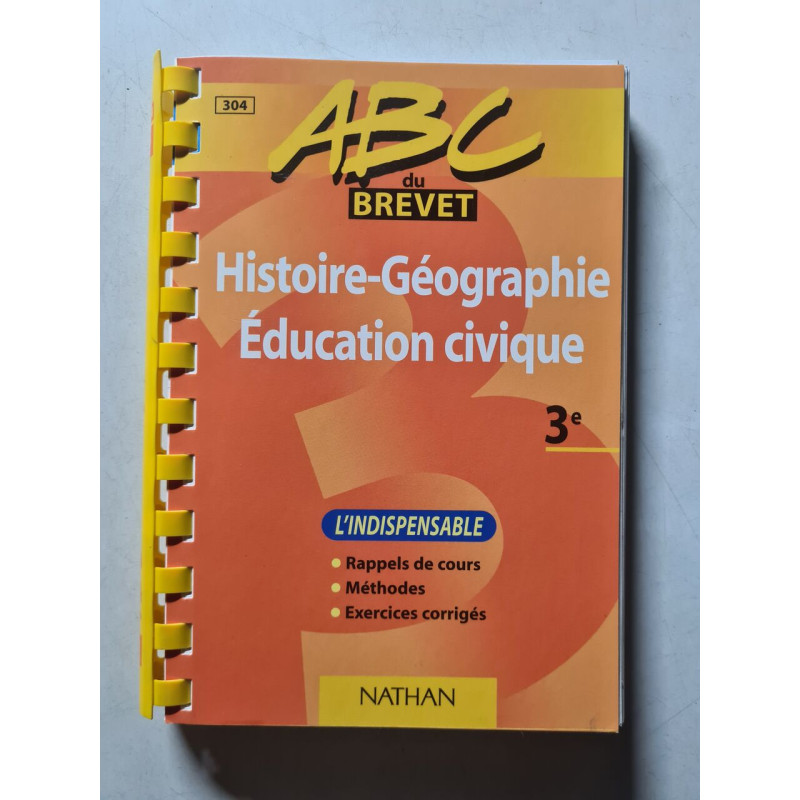 304
ABC
du
BREVET
Histoire-Géographie
Éducation civique
3e
L'INDISPENSABLE
• Rappels de cours
• Méthodes
• Exercices corrigés
NATHAN